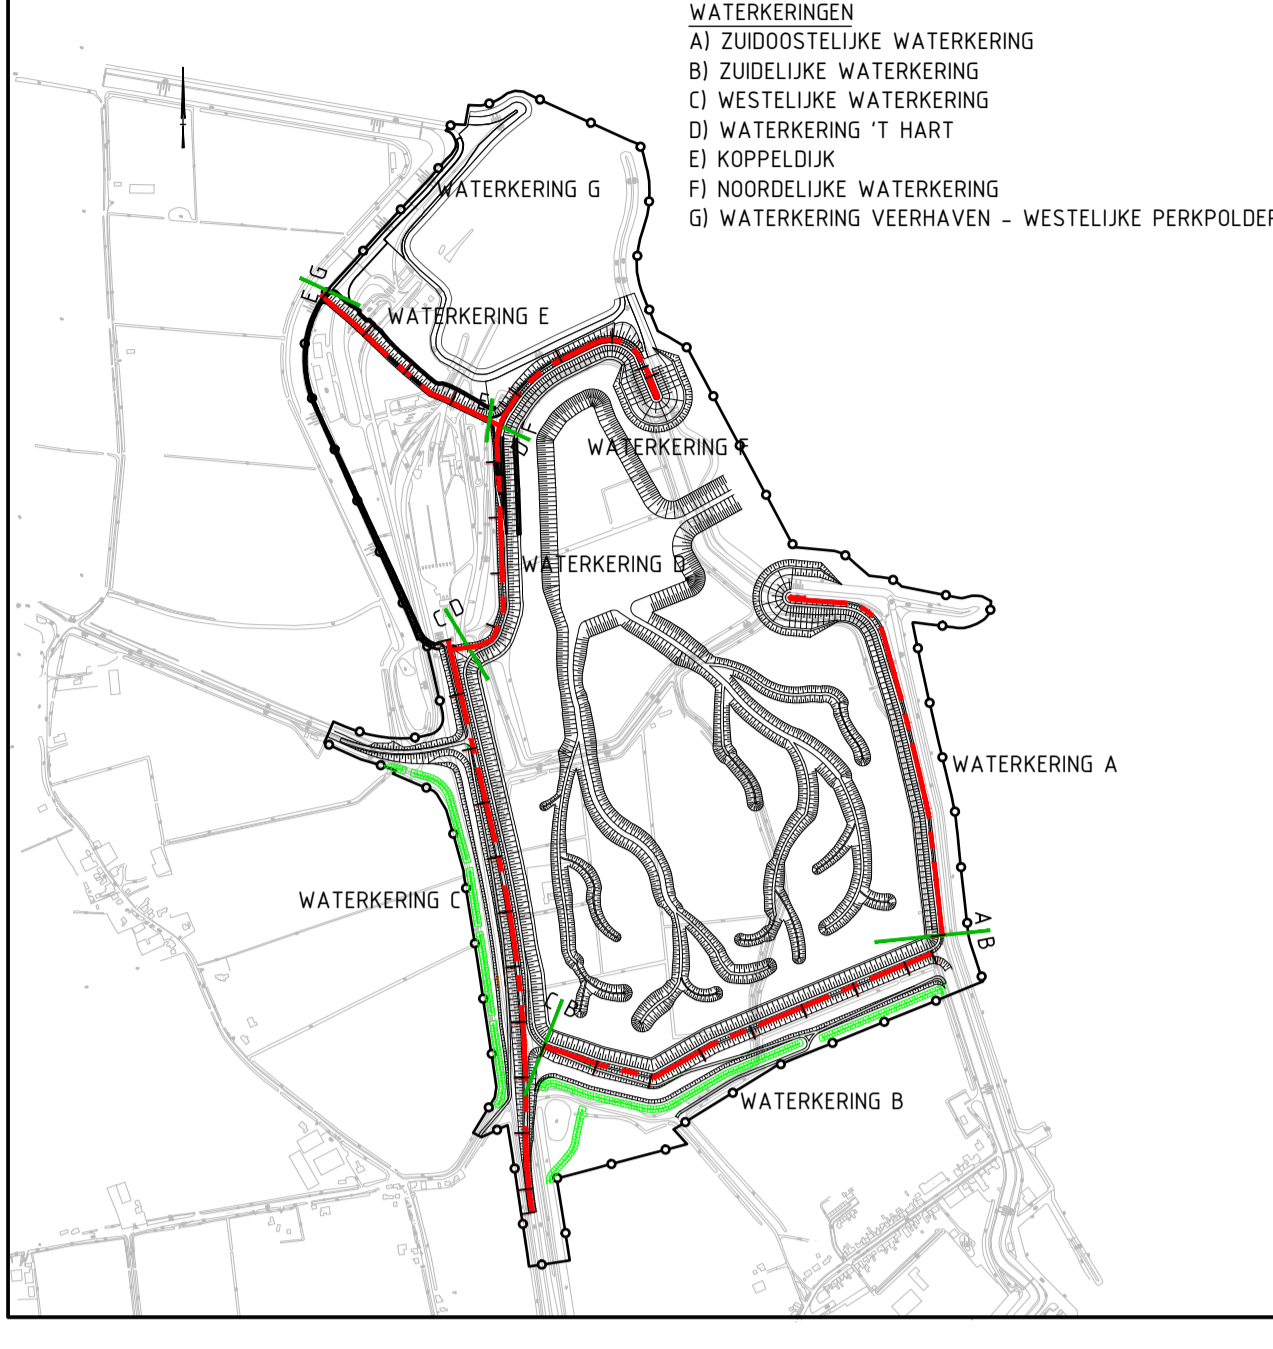 WATERKERINGEN
A) ZUIDOOSTELIJKE WATERKERING
B) ZUIDELIJKE WATERKERING
C) WESTELIJKE WATERKERING
D) WATERKERING 'T HART
E) KOPPELDIJK
F) NOORDELIJKE WATERKERING
G) WATERKERING VEERHAVEN - WESTELIJKE PERKPOLDER
WATERKERING G
E G
WATERKERING E
E
D F
WATERKERING F
WATERKERING D
C D
WATERKERING A
WATERKERING C
A B
C B
WATERKERING B